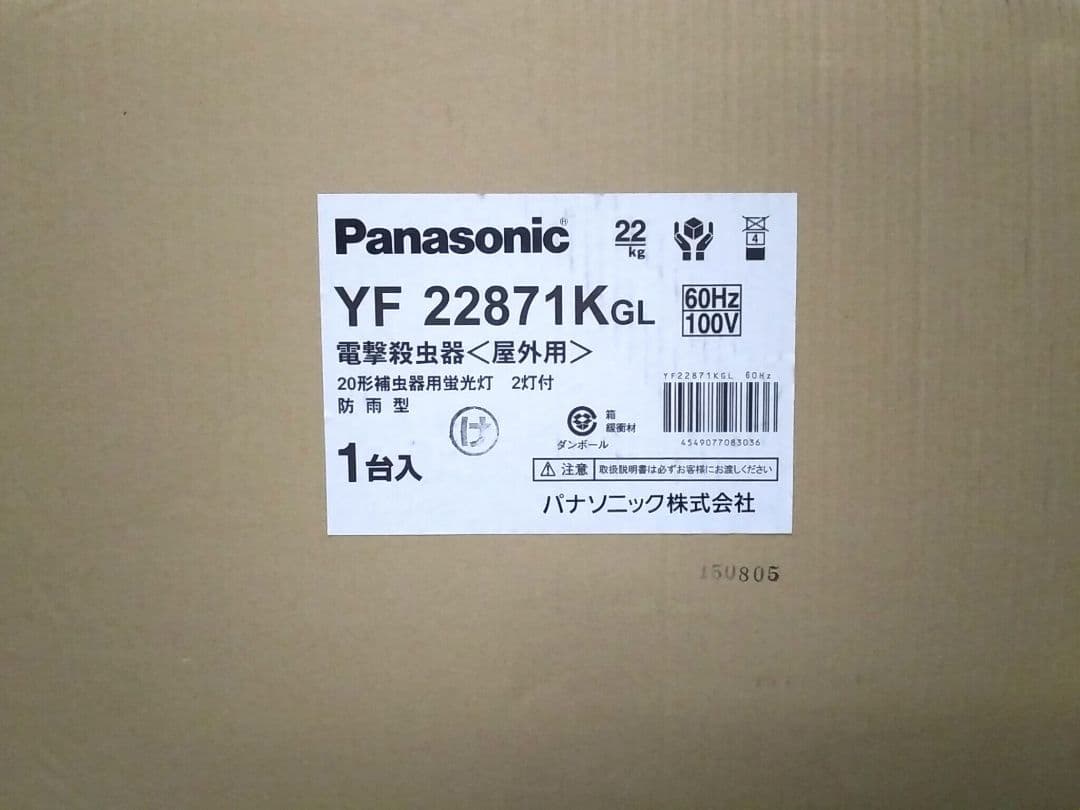 Panasonic®
22
kg
4
YF 22871KGL
60Hz
100V
電撃殺虫器<屋外用>
20形補虫器用蛍光灯 2灯付
防雨型
け
YF22871KGL 60Hz
4549077083036
箱
緩衝材
ダンボール
1台入
注意 取扱説明書は必ずお客様にお渡しください
パナソニック株式会社
150805